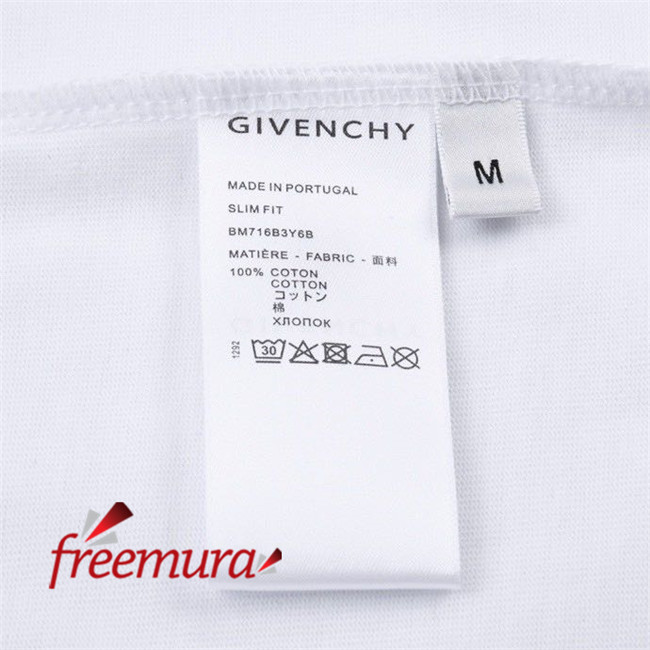 GIVENCHY
M
MADE IN PORTUGAL
SLIM FIT
BM716B3Y6B
MATIÈRE - FABRIC - 面料
100% COTON
COTTON
コットン
棉
ХЛОПОК
1292
30
freemura